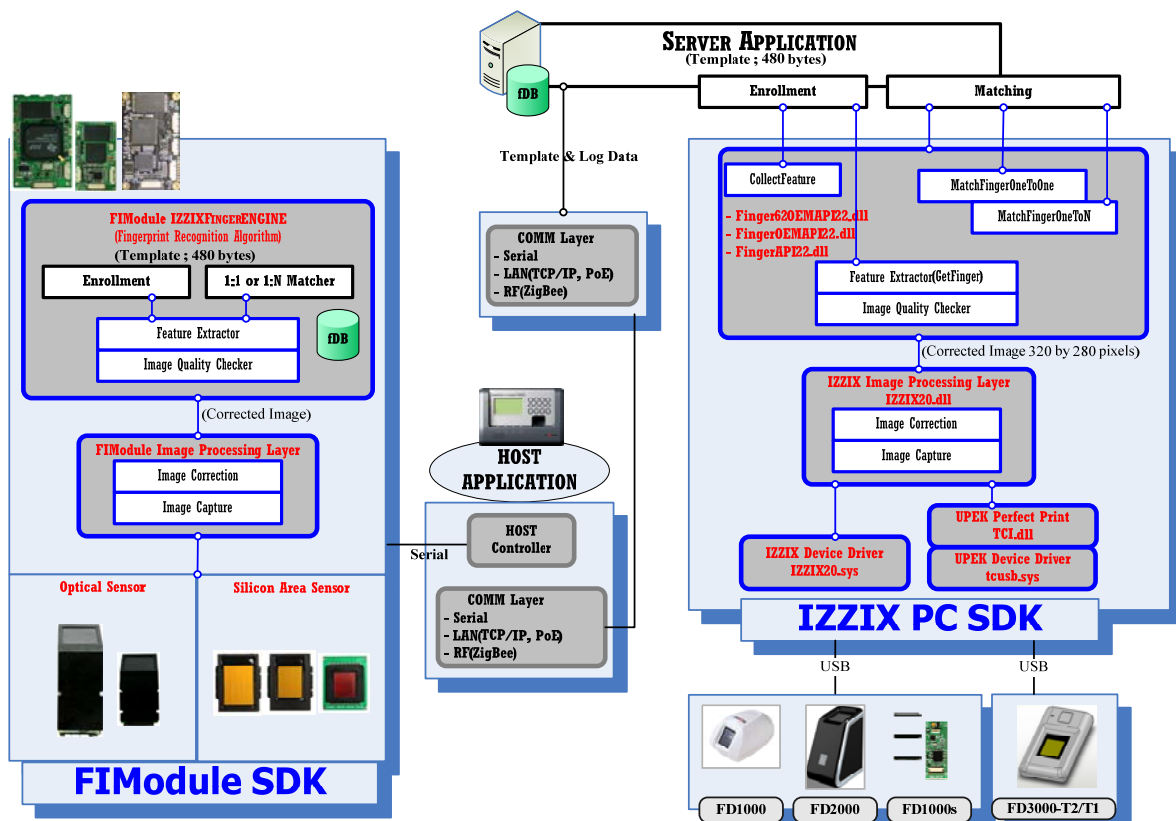 SERVER APPLICATION
(Template ; 480 bytes)
fDB
Enrollment
Matching
Template & Log Data
COMM Layer
- Serial
- LAN(TCP/IP, PoE)
- RF(ZigBee)
FIModule IZZIXFINGERENGINE
(Fingerprint Recognition Algorithm)
(Template ; 480 bytes)
Enrollment
1:1 or 1:N Matcher
Feature Extractor
Image Quality Checker
fDB
(Corrected Image)
FIModule Image Processing Layer
Image Correction
Image Capture
Optical Sensor
Silicon Area Sensor
FIModule SDK
HOST
APPLICATION
Serial
HOST
Controller
COMM Layer
- Serial
- LAN(TCP/IP, PoE)
- RF(ZigBee)
CollectFeature
MatchFingerOneToOne
MatchFingerOneToN
- Finger620EMAPI22.dll
- FingerOEMAPI22.dll
- FingerAPI22.dll
Feature Extractor(GetFinger)
Image Quality Checker
(Corrected Image 320 by 280 pixels)
IZZIX Image Processing Layer
IZZIX20.dll
Image Correction
Image Capture
IZZIX Device Driver
IZZIX20.sys
UPEK Perfect Print
TCI.dll
UPEK Device Driver
tcusb.sys
IZZIX PC SDK
USB
USB
FD1000
FD2000
FD1000s
FD3000-T2/T1